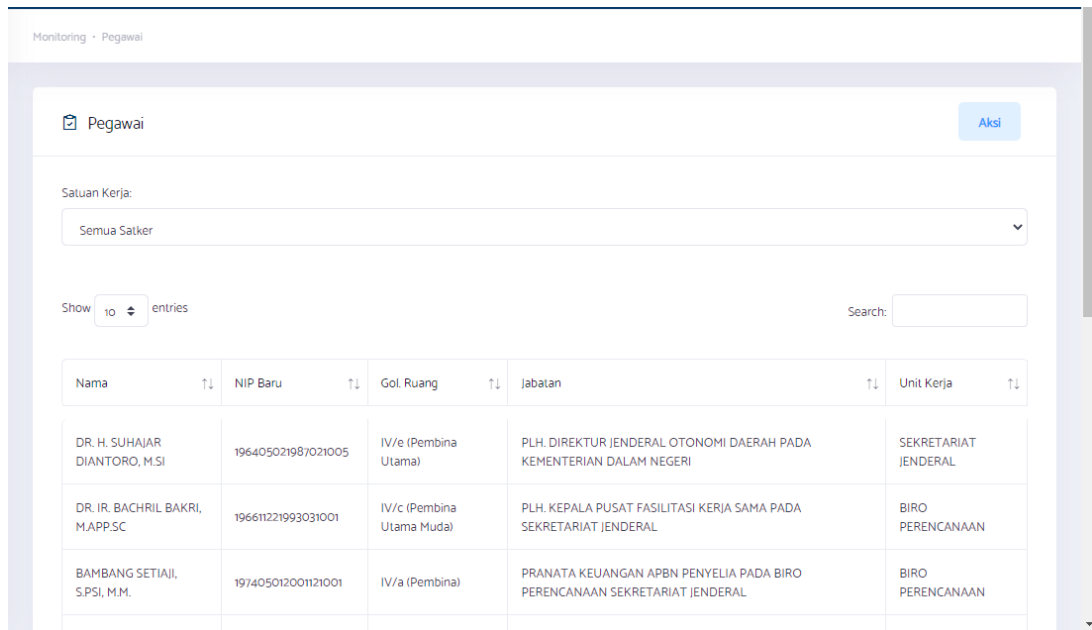 Monitoring • Pegawai
Pegawai
Aksi
Satuan Kerja:
Semua Satker
Show 10 entries
Search:
Nama NIP Baru Gol. Ruang Jabatan Unit Kerja
DR. H. SUHAJAR
DIANTORO, M.SI
196405021987021005
IV/e (Pembina
Utama)
PLH. DIREKTUR JENDERAL OTONOMI DAERAH PADA
KEMENTERIAN DALAM NEGERI
SEKRETARIAT
JENDERAL
DR. IR. BACHRIL BAKRI,
M.APP.SC
196611221993031001
IV/c (Pembina
Utama Muda)
PLH. KEPALA PUSAT FASILITASI KERJA SAMA PADA
SEKRETARIAT JENDERAL
BIRO
PERENCANAAN
BAMBANG SETIAJI,
S.PSI, M.M.
197405012001121001
IV/a (Pembina)
PRANATA KEUANGAN APBN PENYELIA PADA BIRO
PERENCANAAN SEKRETARIAT JENDERAL
BIRO
PERENCANAAN